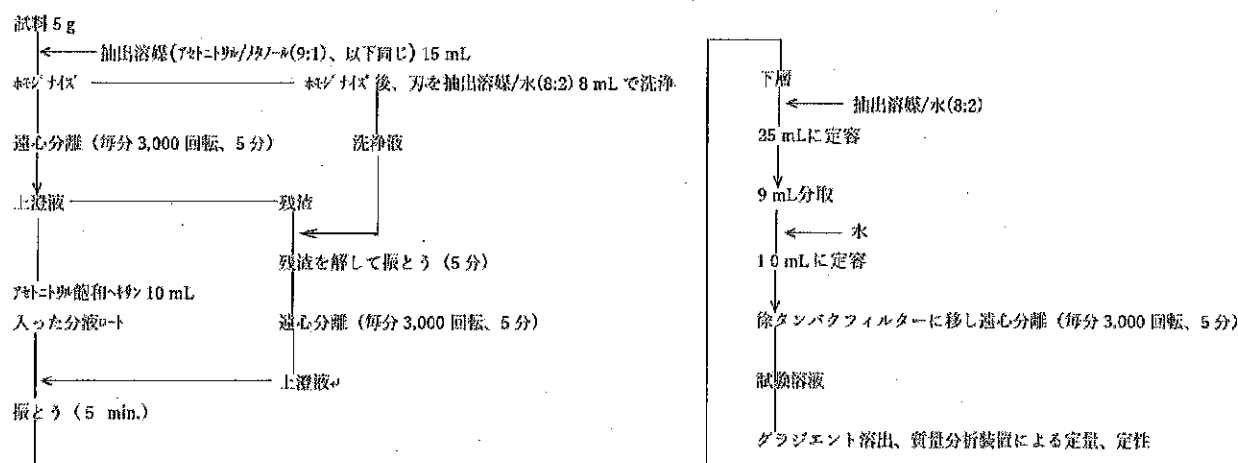 試料 5 g
抽出溶媒(ｱｾﾄﾆﾄﾘﾙ/ﾒﾀﾉｰﾙ(9:1)、以下同じ) 15 mL
ﾎﾓｼﾞﾅｲｽﾞ
ﾎﾓｼﾞﾅｲｽﾞ後、刃を抽出溶媒/水(8:2) 8 mL で洗浄
遠心分離（毎分 3,000 回転、5 分）
洗浄液
上澄液
残渣
残渣を解して振とう（5 分）
ｱｾﾄﾆﾄﾘﾙ飽和ﾍｷｻﾝ 10 mL
入った分液ﾛｰﾄ
遠心分離（毎分 3,000 回転、5 分）
上澄液↵
振とう（5 min.）
下層
抽出溶媒/水(8:2)
25 mLに定容
9 mL分取
水
10 mLに定容
徐タンパクフィルターに移し遠心分離（毎分 3,000 回転、5 分）
試験溶液
グラジエント溶出、質量分析装置による定量、定性